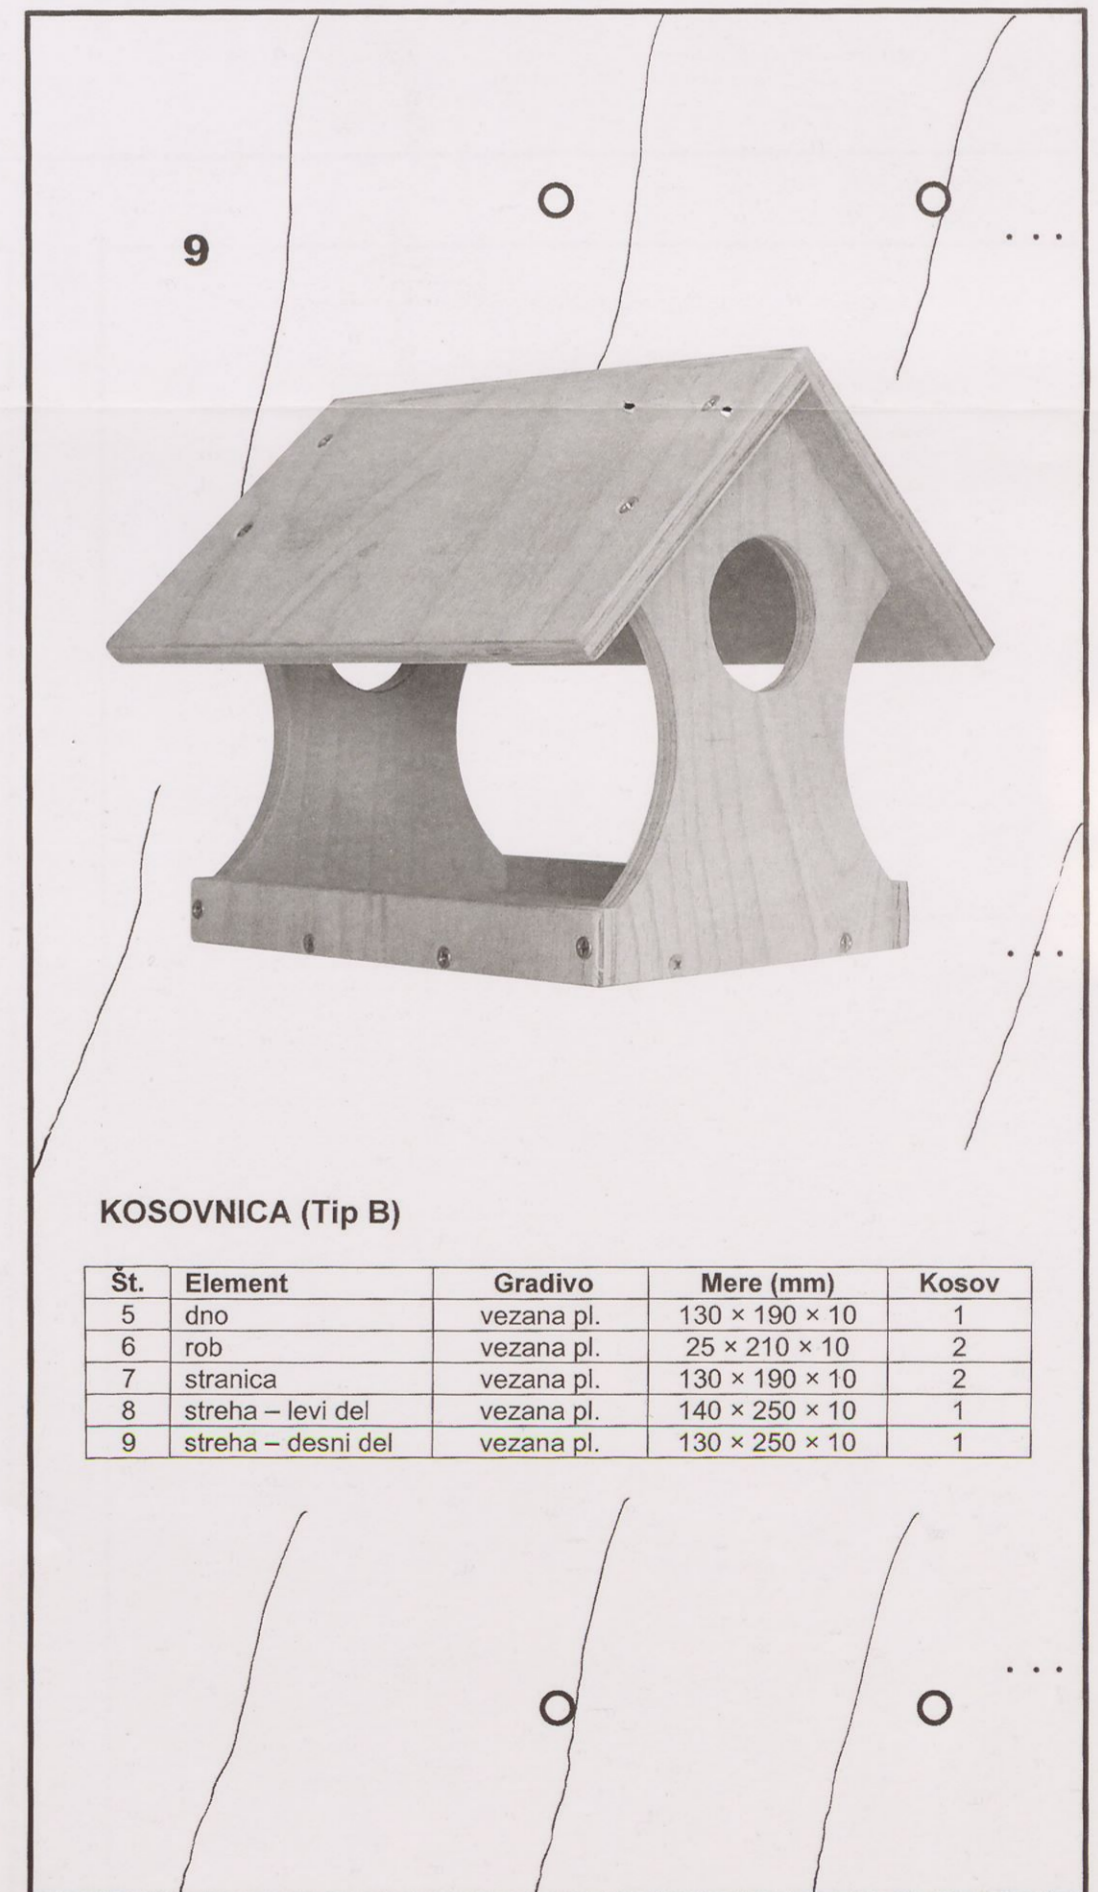 9
. . .
. . .
KOSOVNICA (Tip B)
Št. Element Gradivo Mere (mm) Kosov
5 dno vezana pl. 130 × 190 × 10 1
6 rob vezana pl. 25 × 210 × 10 2
7 stranica vezana pl. 130 × 190 × 10 2
8 streha – levi del vezana pl. 140 × 250 × 10 1
9 streha – desni del vezana pl. 130 × 250 × 10 1
. . .